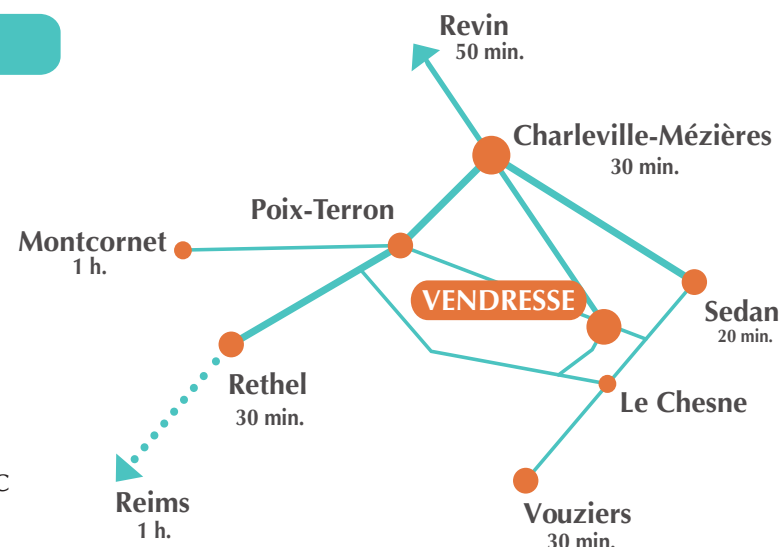 Revin
50 min.
Charleville-Mézières
30 min.
Poix-Terron
Montcornet
1 h.
VENDRESSE
Sedan
20 min.
Rethel
30 min.
Le Chesne
C
Reims
1 h.
Vouziers
30 min.